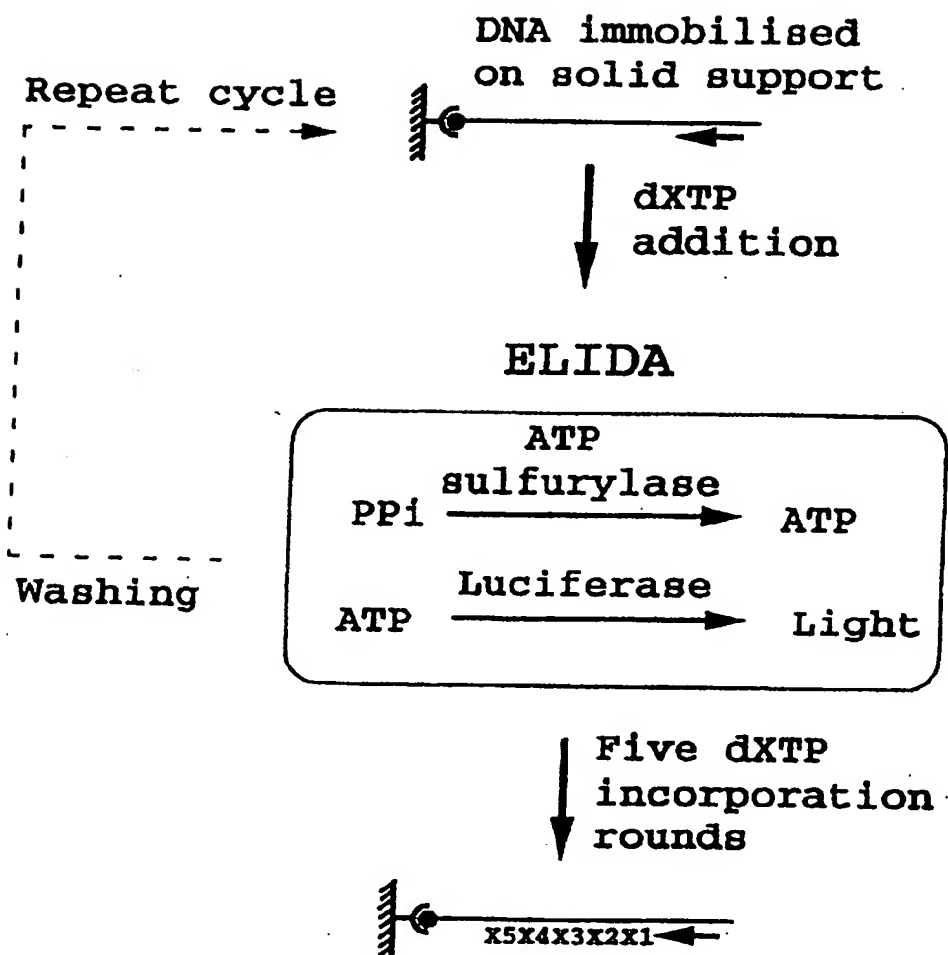 DNA immobilised
on solid support
Repeat cycle
dXTP
addition
ELIDA
ATP
sulfurylase
PPi
ATP
Luciferase
ATP
Light
Washing
Five dXTP
incorporation
rounds
X5X4X3X2X1